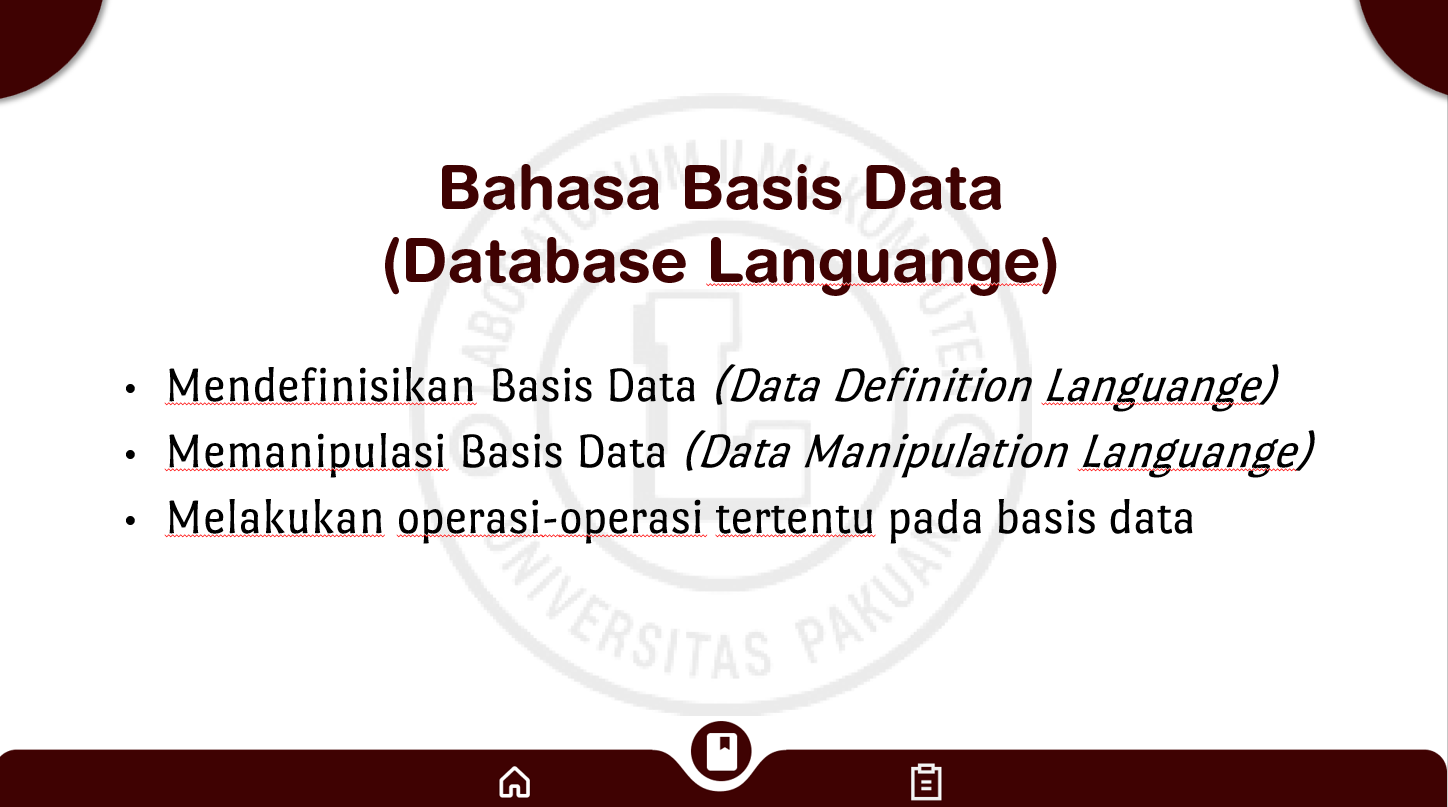 Bahasa Basis Data
(Database Languange)
• Mendefinisikan Basis Data (Data Definition Languange)
• Memanipulasi Basis Data (Data Manipulation Languange)
• Melakukan operasi-operasi tertentu pada basis data
LABORATORIUM ILMU KOMPUTER
UNIVERSITAS PAKUAN